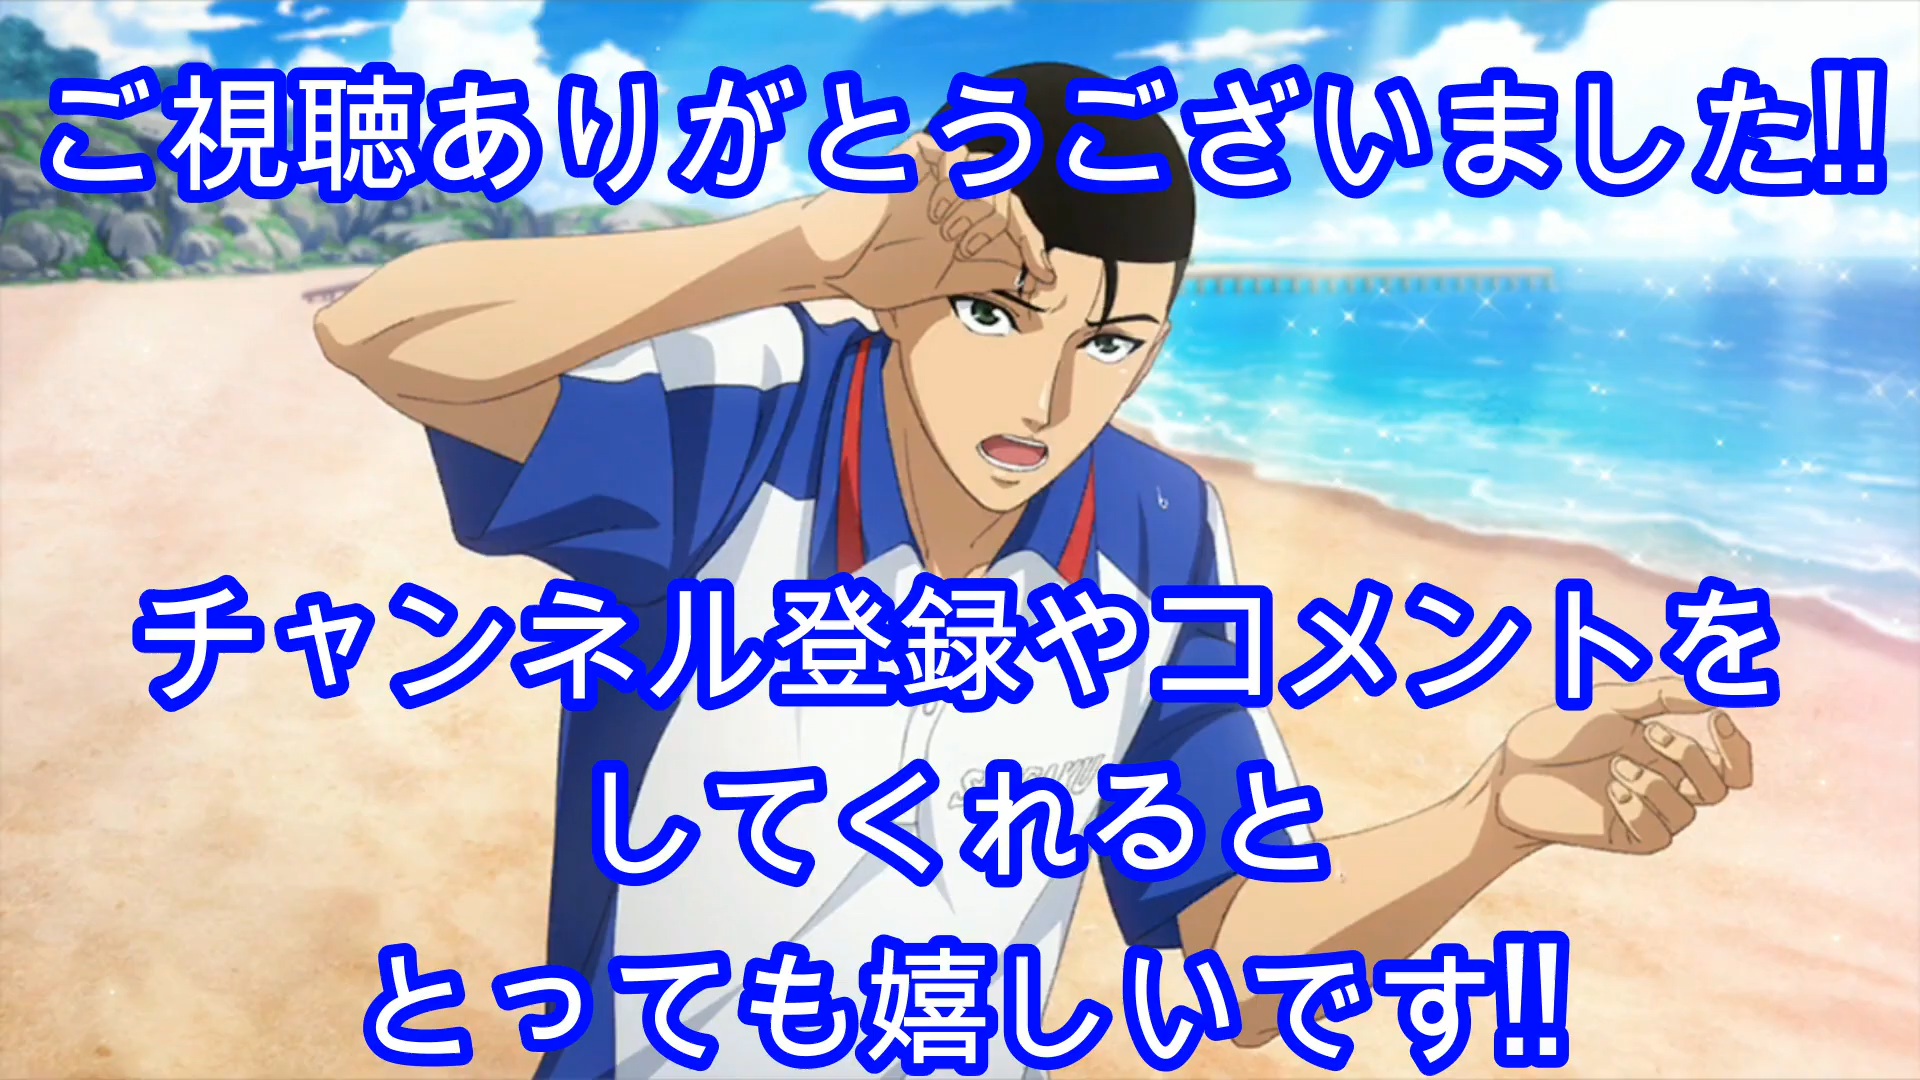 ご視聴ありがとうございました!!
チャンネル登録やコメントを
してくれると
とっても嬉しいです!!